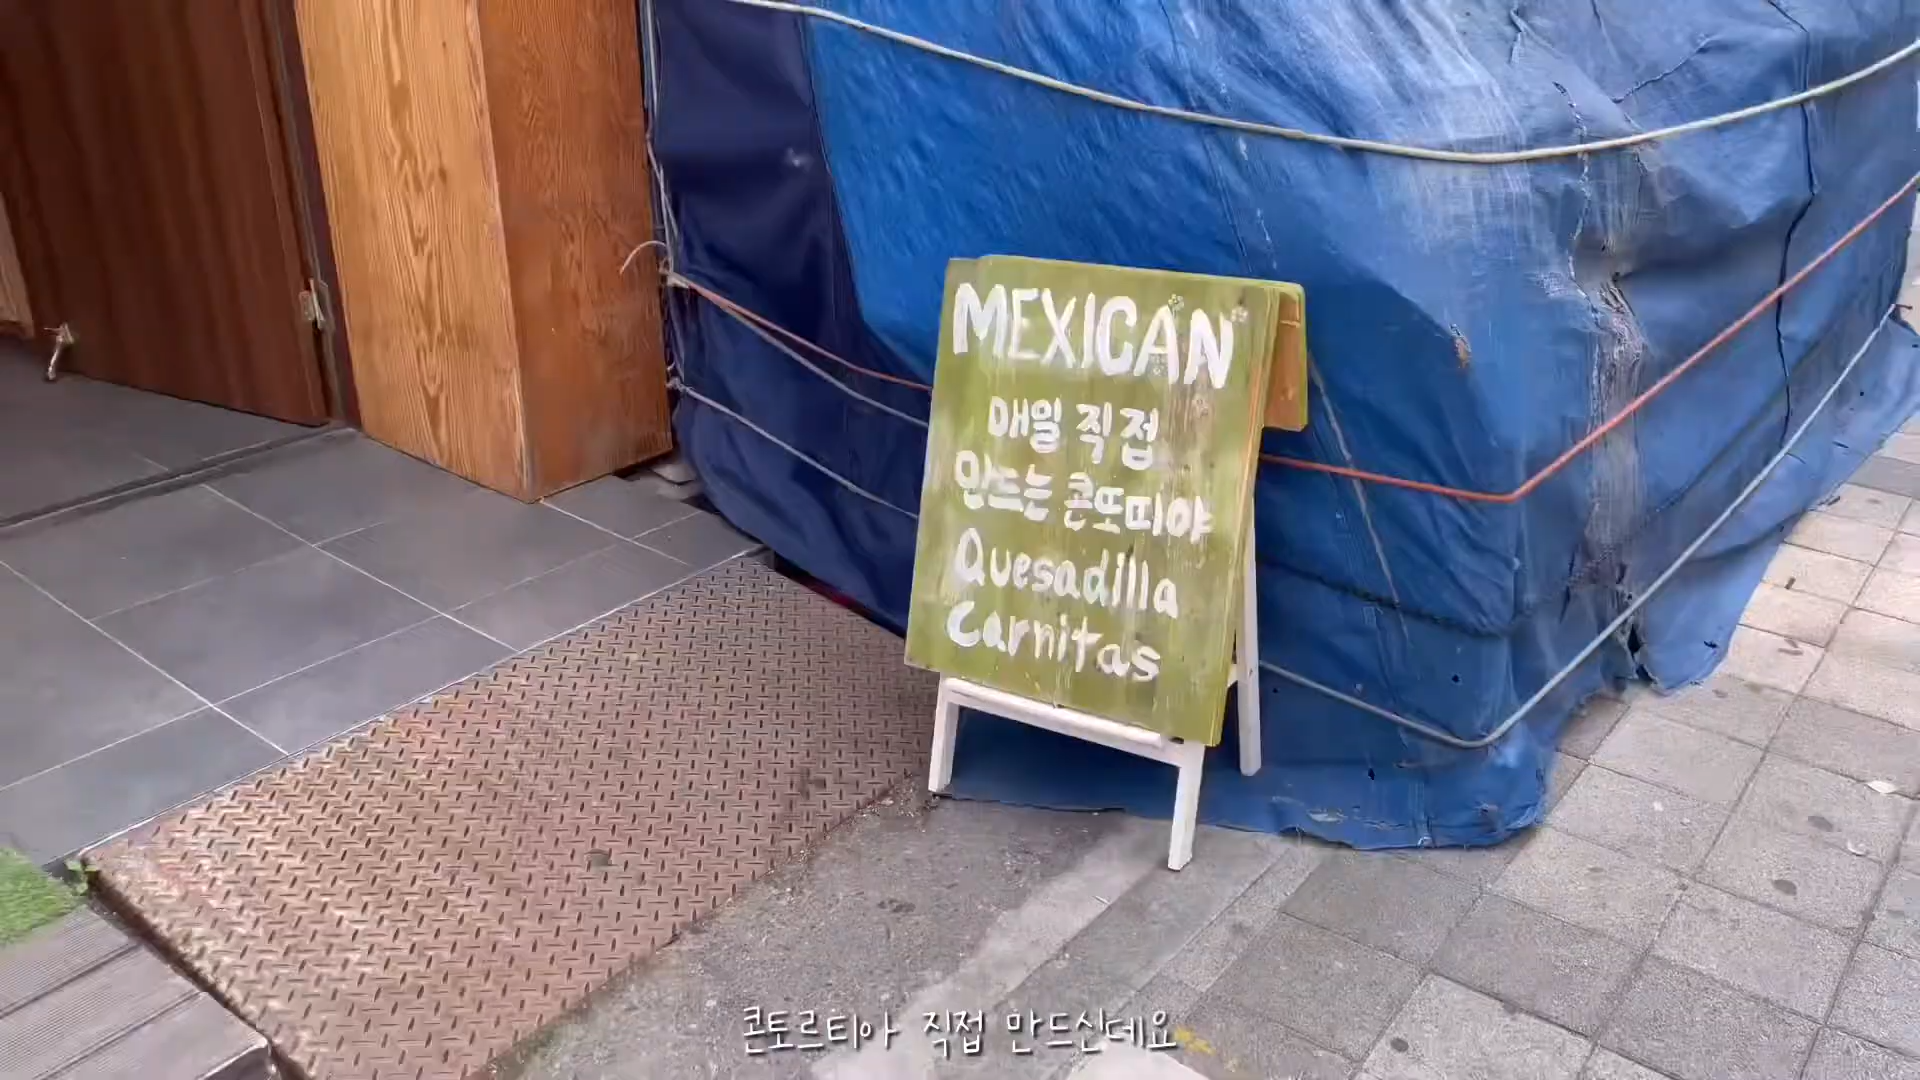 MEXICAN
매일 직접
만드는 콘또띠야
Quesadilla
Carnitas
콘토르티아 직접 만드신데요